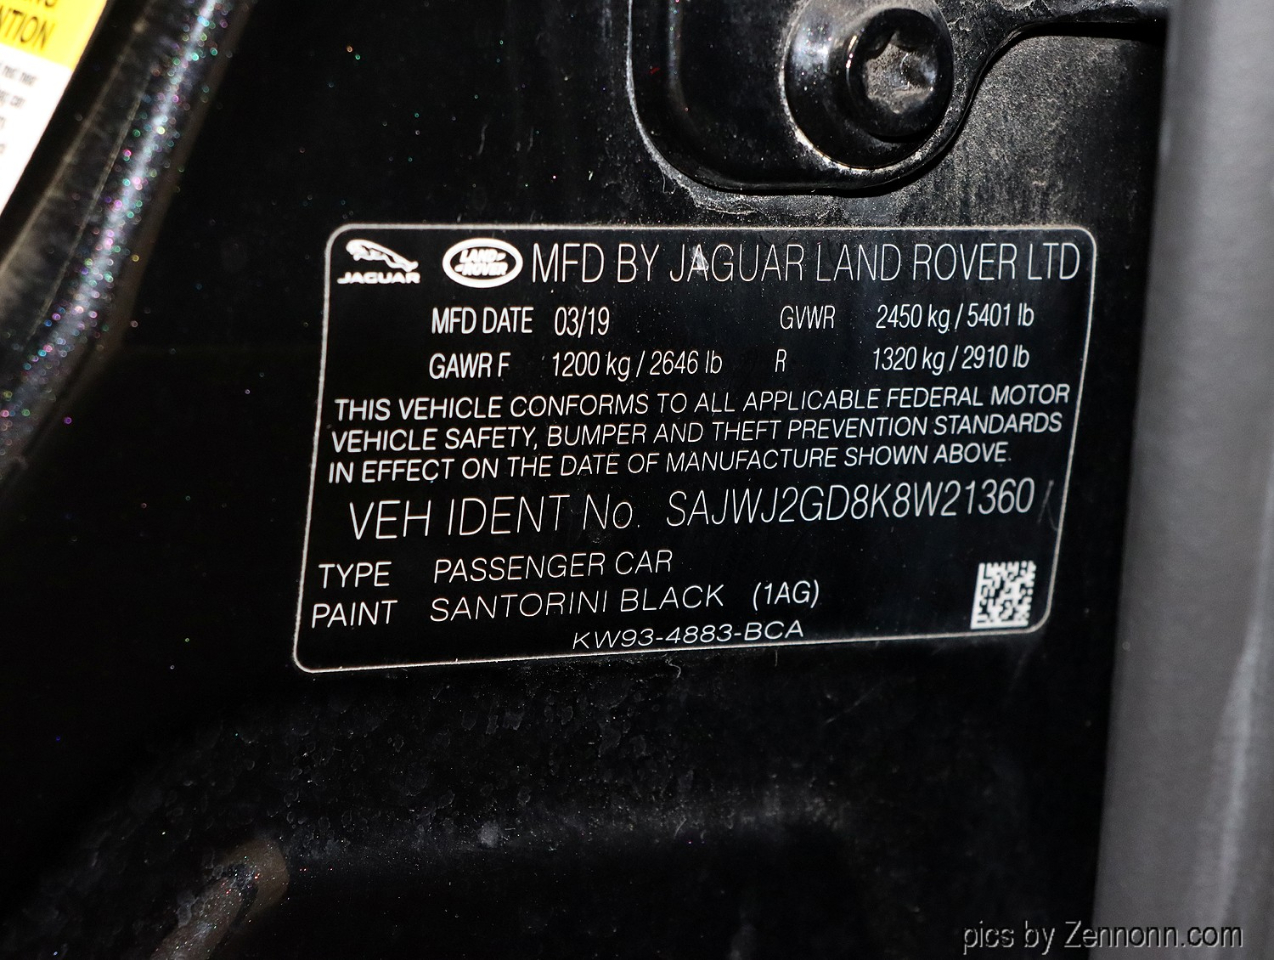 NTION
JAGUAR LAND ROVER MFD BY JAGUAR LAND ROVER LTD
MFD DATE 03/19 GVWR 2450 kg / 5401 lb
GAWR F 1200 kg / 2646 lb R 1320 kg / 2910 lb
THIS VEHICLE CONFORMS TO ALL APPLICABLE FEDERAL MOTOR
VEHICLE SAFETY, BUMPER AND THEFT PREVENTION STANDARDS
IN EFFECT ON THE DATE OF MANUFACTURE SHOWN ABOVE.
VEH IDENT No. SAJWJ2GD8K8W21360
TYPE PASSENGER CAR
PAINT SANTORINI BLACK (1AG)
KW93-4883-BCA
pics by Zennonn.com